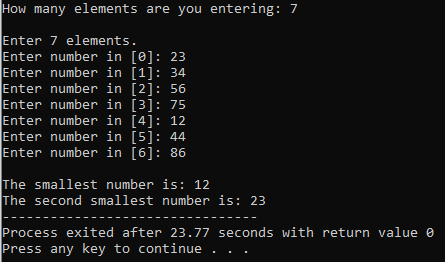 How many elements are you entering: 7
Enter 7 elements.
Enter number in [0]: 23
Enter number in [1]: 34
Enter number in [2]: 56
Enter number in [3]: 75
Enter number in [4]: 12
Enter number in [5]: 44
Enter number in [6]: 86
The smallest number is: 12
The second smallest number is: 23
--------------------------------
Process exited after 23.77 seconds with return value 0
Press any key to continue . . .